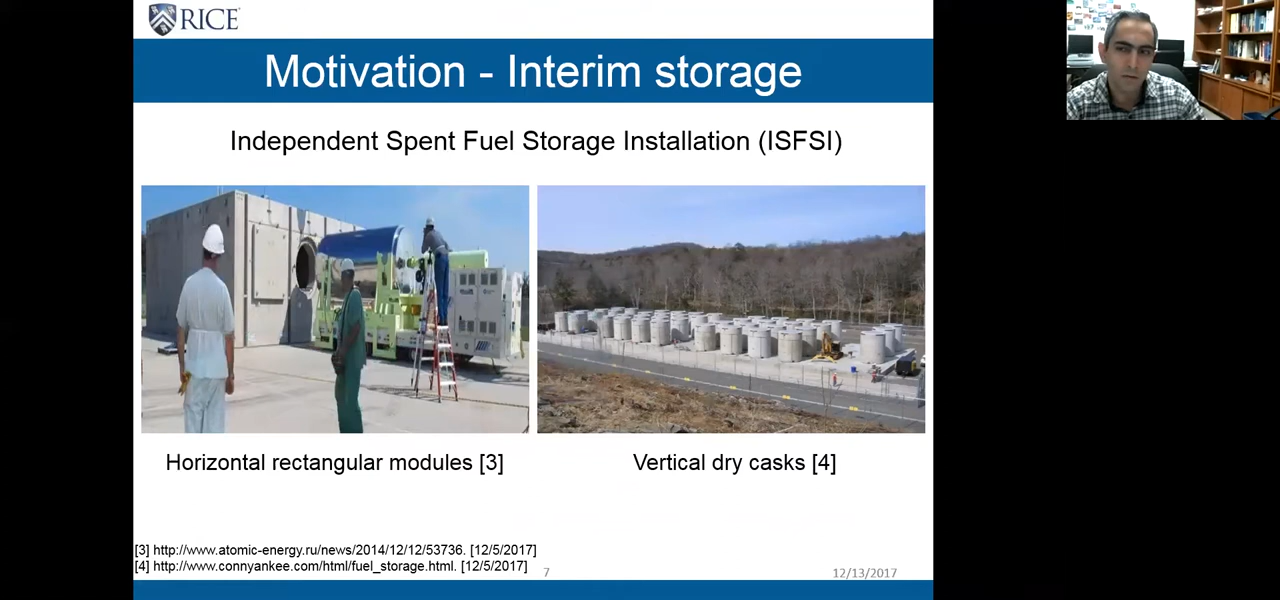 RICE
Motivation - Interim storage
Independent Spent Fuel Storage Installation (ISFSI)
Horizontal rectangular modules [3]
Vertical dry casks [4]
[3] http://www.atomic-energy.ru/news/2014/12/12/53736. [12/5/2017]
[4] http://www.connyankee.com/html/fuel_storage.html. [12/5/2017]
7
12/13/2017